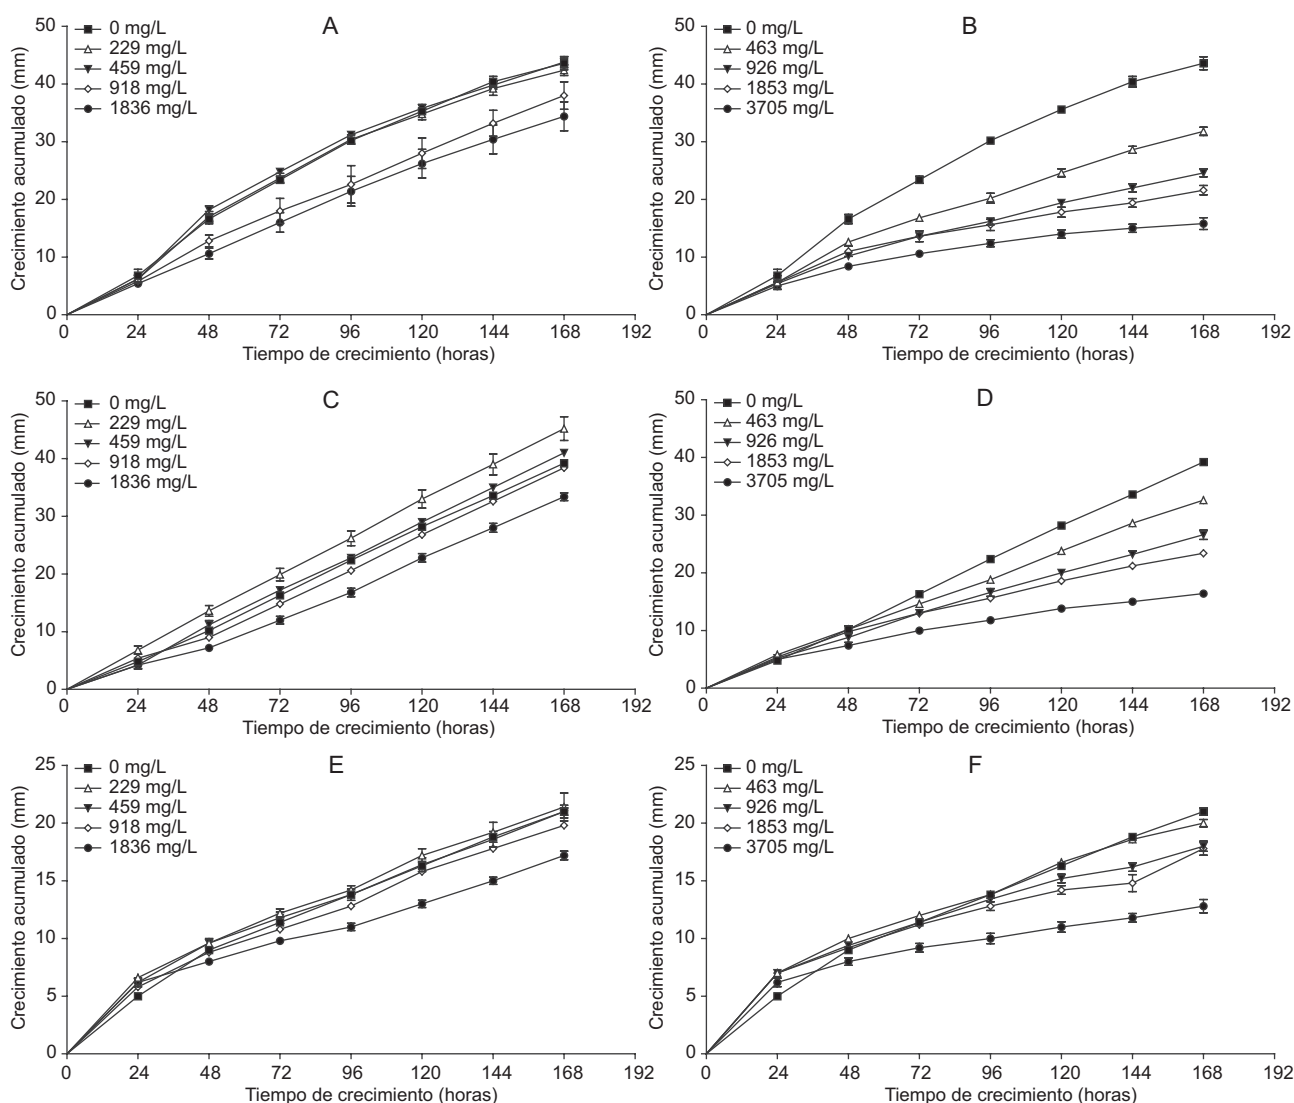 A
Crecimiento acumulado (mm)
50
40
30
20
10
0
0 mg/L
229 mg/L
459 mg/L
918 mg/L
1836 mg/L
0 24 48 72 96 120 144 168 192
Tiempo de crecimiento (horas)
B
Crecimiento acumulado (mm)
50
40
30
20
10
0
0 mg/L
463 mg/L
926 mg/L
1853 mg/L
3705 mg/L
0 24 48 72 96 120 144 168 192
Tiempo de crecimiento (horas)
C
Crecimiento acumulado (mm)
50
40
30
20
10
0
0 mg/L
229 mg/L
459 mg/L
918 mg/L
1836 mg/L
0 24 48 72 96 120 144 168 192
Tiempo de crecimiento (horas)
D
Crecimiento acumulado (mm)
50
40
30
20
10
0
0 mg/L
463 mg/L
926 mg/L
1853 mg/L
3705 mg/L
0 24 48 72 96 120 144 168 192
Tiempo de crecimiento (horas)
E
Crecimiento acumulado (mm)
25
20
15
10
5
0
0 mg/L
229 mg/L
459 mg/L
918 mg/L
1836 mg/L
0 24 48 72 96 120 144 168 192
Tiempo de crecimiento (horas)
F
Crecimiento acumulado (mm)
25
20
15
10
5
0
0 mg/L
463 mg/L
926 mg/L
1853 mg/L
3705 mg/L
0 24 48 72 96 120 144 168 192
Tiempo de crecimiento (horas)